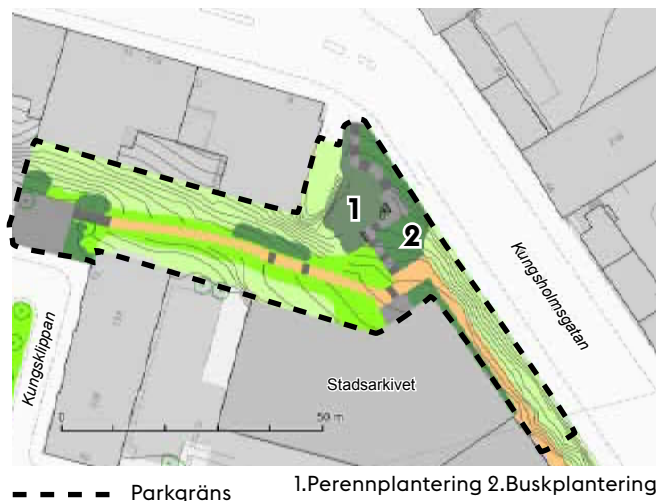 1
2
Kungsholmsgatan
Kungsklippan
Stadsarkivet
0
50 m
Parkgräns
1.Perennplantering 2.Buskplantering